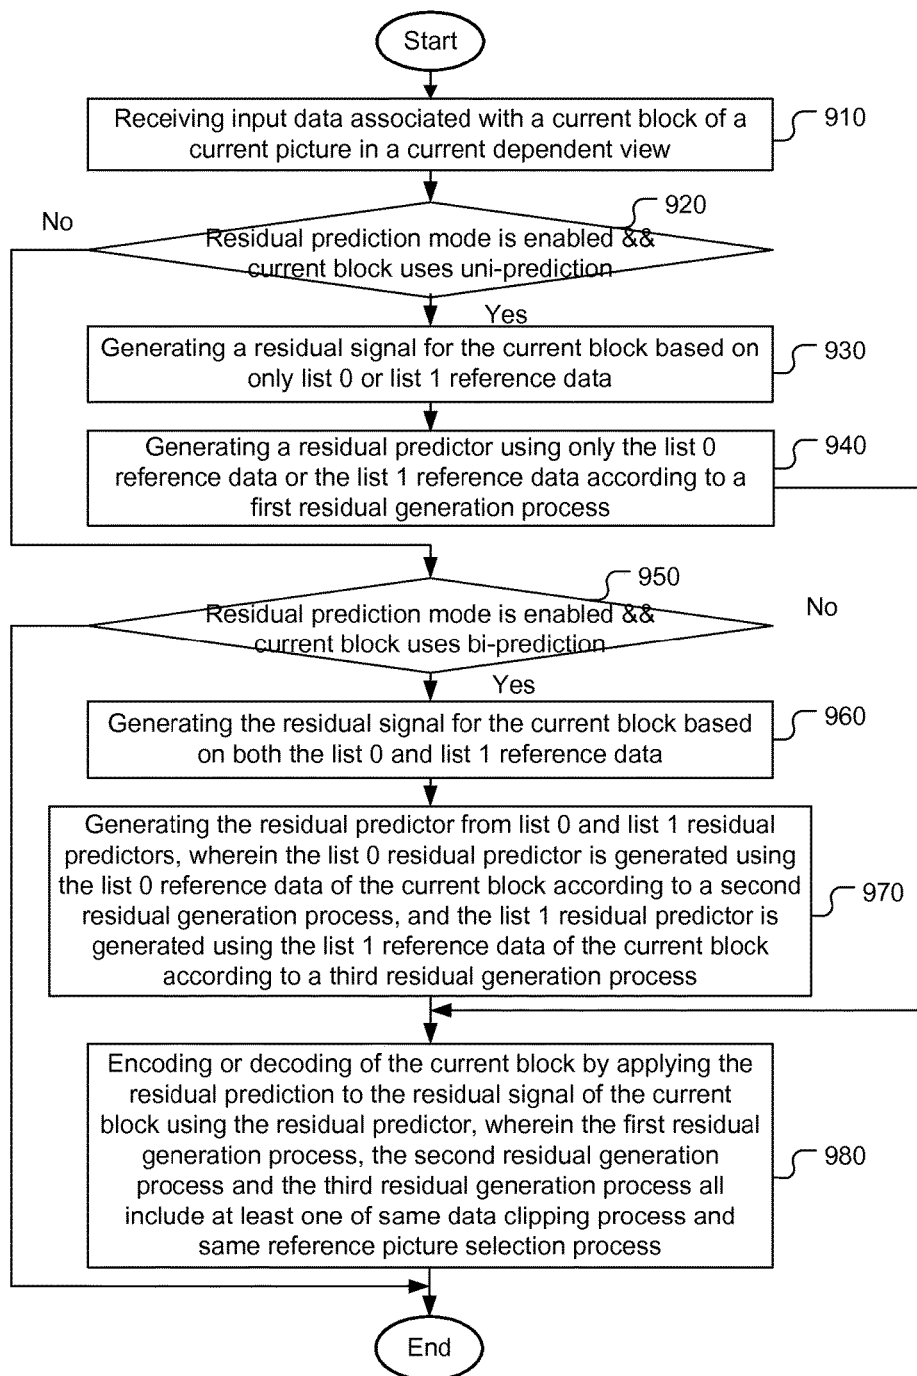 Start
Receiving input data associated with a current block of a
current picture in a current dependent view
910
No
920
Residual prediction mode is enabled &&
current block uses uni-prediction
Yes
Generating a residual signal for the current block based on
only list 0 or list 1 reference data
930
Generating a residual predictor using only the list 0
reference data or the list 1 reference data according to a
first residual generation process
940
950
Residual prediction mode is enabled &&
current block uses bi-prediction
No
Yes
Generating the residual signal for the current block based
on both the list 0 and list 1 reference data
960
Generating the residual predictor from list 0 and list 1 residual
predictors, wherein the list 0 residual predictor is generated using
the list 0 reference data of the current block according to a second
residual generation process, and the list 1 residual predictor is
generated using the list 1 reference data of the current block
according to a third residual generation process
970
Encoding or decoding of the current block by applying the
residual prediction to the residual signal of the current
block using the residual predictor, wherein the first residual
generation process, the second residual generation
process and the third residual generation process all
include at least one of same data clipping process and
same reference picture selection process
980
End